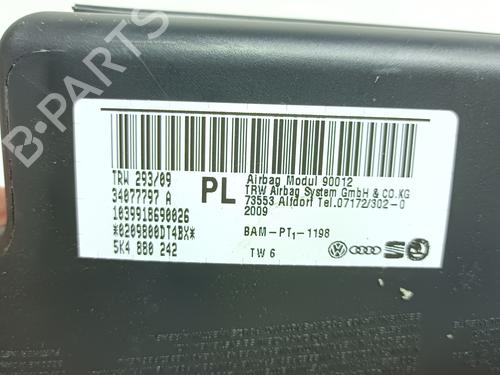 B-PARTS
TRW 293/09
34077797 A
103991B690026
*0209B00DT4BX*
5K4 880 242
PL
Airbag Modul 90012
TRW Airbag System GmbH & CO.KG
73553 Alfdorf Tel.07172/302-0
2009
BAM-PT1-1198
TW 6